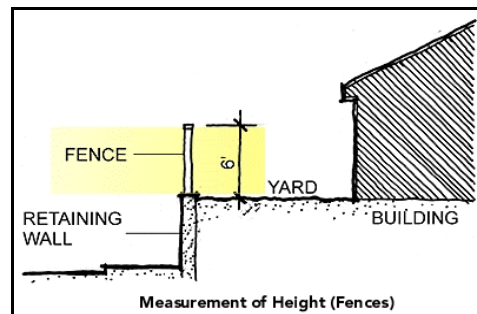 FENCE
6'
YARD
RETAINING
WALL
BUILDING
Measurement of Height (Fences)